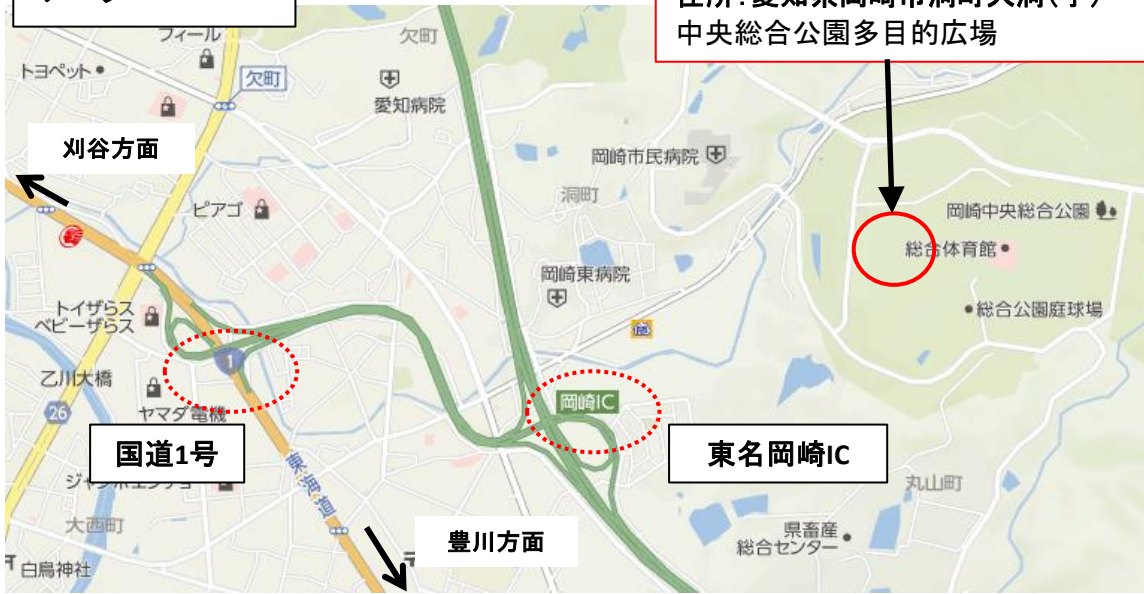 中央総合公園多目的広場
フィール
欠町
トヨペット
欠町
愛知病院
刈谷方面
岡崎市民病院
洞町
ピアゴ
岡崎中央総合公園
総合体育館
岡崎東病院
トイザらス
ベビーザらス
総合公園庭球場
1
乙川大橋
岡崎IC
26
ヤマダ電機
国道1号
東名岡崎IC
東海道
丸山町
大西町
豊川方面
県畜産
総合センター
白鳥神社